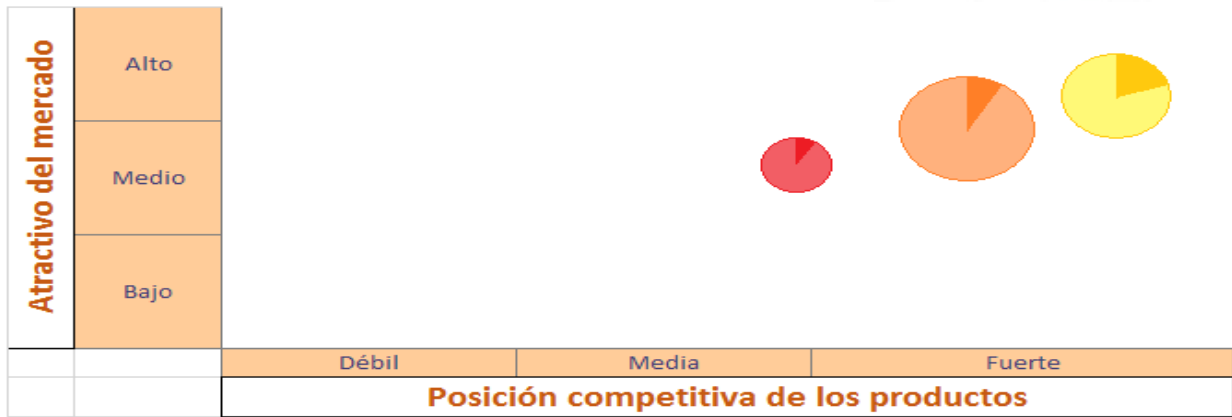 Atractivo del mercado
Alto
Medio
Bajo
Débil
Media
Fuerte
Posición competitiva de los productos